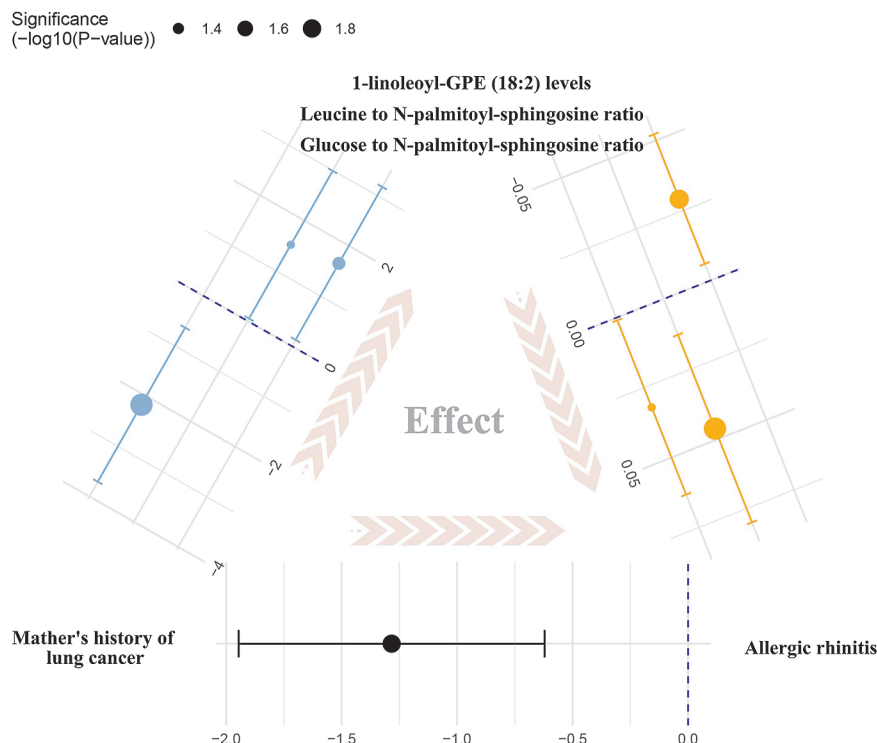 Significance
(−log10(P−value)) 1.4 1.6 1.8
1-linoleoyl-GPE (18:2) levels
Leucine to N-palmitoyl-sphingosine ratio
Glucose to N-palmitoyl-sphingosine ratio
−0.05
2
0.00
0
Effect
−2
0.05
−4
Mather's history of
lung cancer
Allergic rhinitis
−2.0 −1.5 −1.0 −0.5 0.0